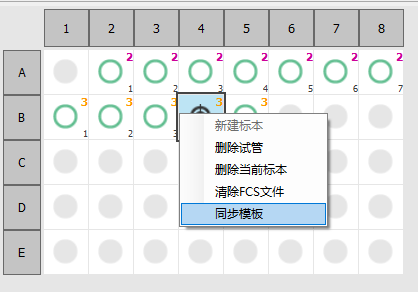 1 2 3 4 5 6 7 8
2 2 2 2 2 2 2
A
1 2 3 4 5 6 7
3 3 3 3 3
B
1 2 3
新建标本
删除试管
C
删除当前标本
清除FCS文件
D
同步模板
E